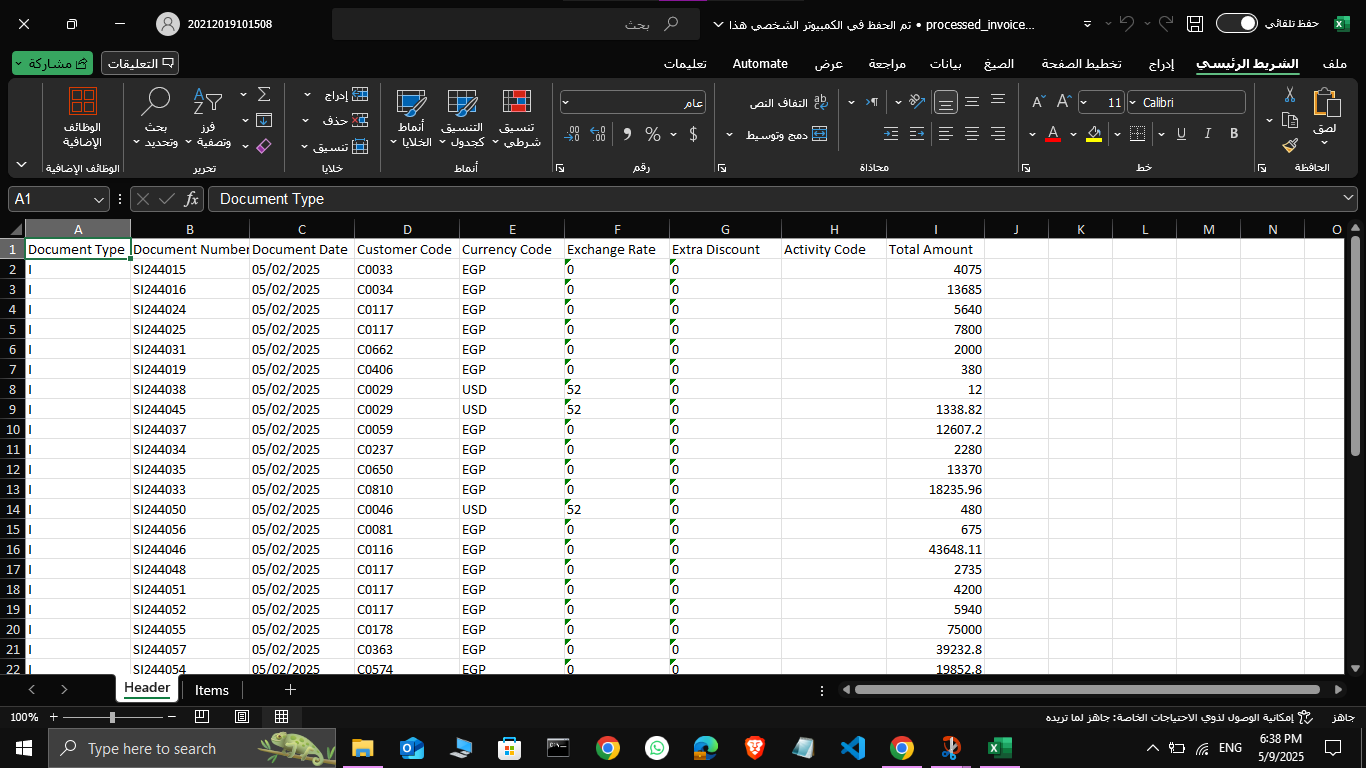 20212019101508
بحث
processed_invoice... • تم الحفظ في الكمبيوتر الشخصي هذا
حفظ تلقائي
ملف
الشريط الرئيسي
إدراج
تخطيط الصفحة
الصيغ
بيانات
مراجعة
عرض
Automate
تعليمات
التعليقات
مشاركة
لصق
الحافظة
Calibri
11
خط
التفاف النص
دمج وتوسيط
محاذاة
عام
رقم
تنسيق شرطي
التنسيق كجدول
أنماط الخلايا
أنماط
إدراج
حذف
تنسيق
خلايا
فرز وتصفية
بحث وتحديد
تحرير
الوظائف الإضافية
الوظائف الإضافية
A1
fx
Document Type
A B C D E F G H I J K L M N O
1 Document Type Document Number Document Date Customer Code Currency Code Exchange Rate Extra Discount Activity Code Total Amount
2 I SI244015 05/02/2025 C0033 EGP 0 0 4075
3 I SI244016 05/02/2025 C0034 EGP 0 0 13685
4 I SI244024 05/02/2025 C0117 EGP 0 0 5640
5 I SI244025 05/02/2025 C0117 EGP 0 0 7800
6 I SI244031 05/02/2025 C0662 EGP 0 0 2000
7 I SI244019 05/02/2025 C0406 EGP 0 0 380
8 I SI244038 05/02/2025 C0029 USD 52 0 12
9 I SI244045 05/02/2025 C0029 USD 52 0 1338.82
10 I SI244037 05/02/2025 C0059 EGP 0 0 12607.2
11 I SI244034 05/02/2025 C0237 EGP 0 0 2280
12 I SI244035 05/02/2025 C0650 EGP 0 0 13370
13 I SI244033 05/02/2025 C0810 EGP 0 0 18235.96
14 I SI244050 05/02/2025 C0046 USD 52 0 480
15 I SI244056 05/02/2025 C0081 EGP 0 0 675
16 I SI244046 05/02/2025 C0116 EGP 0 0 43648.11
17 I SI244048 05/02/2025 C0117 EGP 0 0 2735
18 I SI244051 05/02/2025 C0117 EGP 0 0 4200
19 I SI244052 05/02/2025 C0117 EGP 0 0 5940
20 I SI244055 05/02/2025 C0178 EGP 0 0 75000
21 I SI244057 05/02/2025 C0363 EGP 0 0 39232.8
22 I SI244054 05/02/2025 C0574 EGP 0 0 19852.8
Header
Items
100%
إمكانية الوصول لذوي الاحتياجات الخاصة: جاهز لما تريده
جاهز
Type here to search
ENG
6:38 PM
5/9/2025